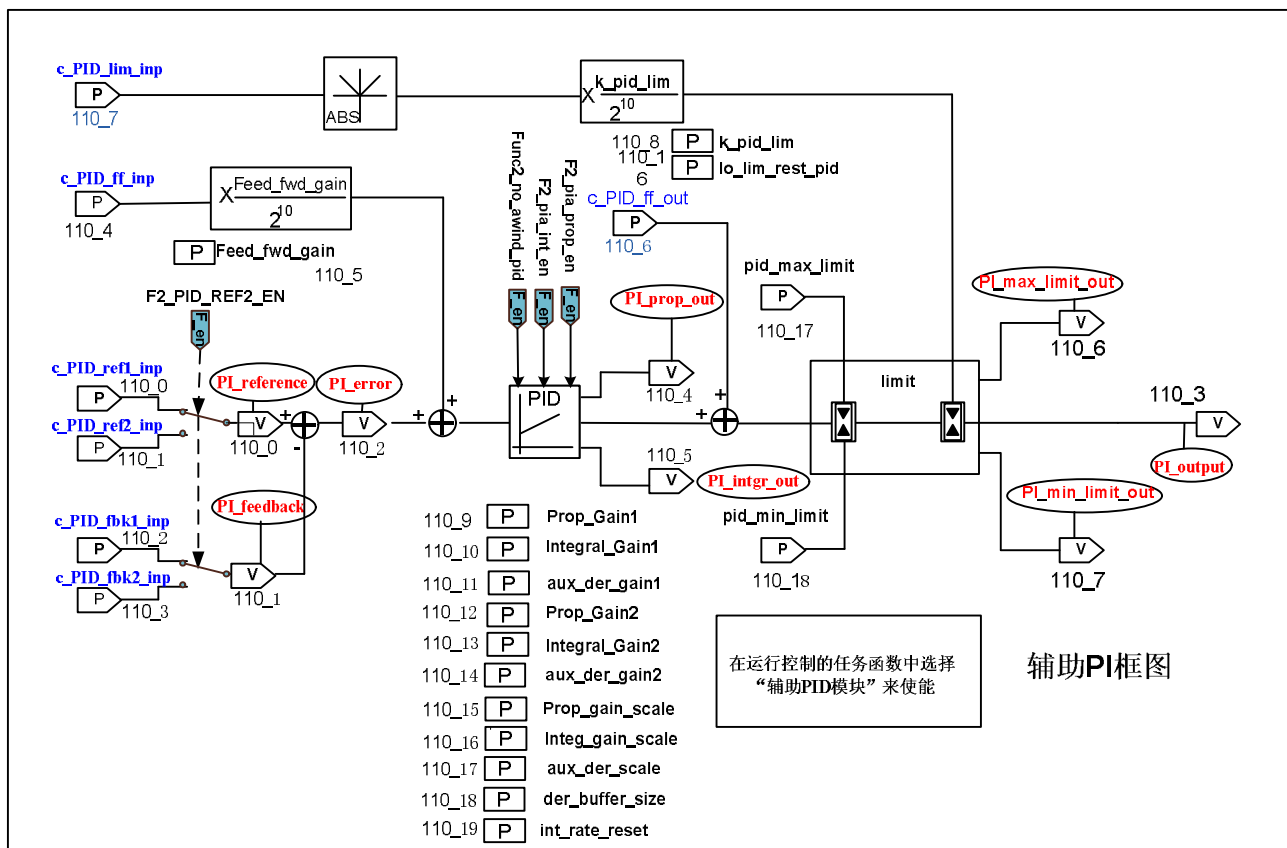 c_PID_lim_inp
P
110_7
ABS
X
k_pid_lim
2^10
110_8
P
k_pid_lim
110_1
6
P
lo_lim_rest_pid
c_PID_ff_inp
P
110_4
X
Feed_fwd_gain
2^10
P
Feed_fwd_gain
110_5
Func2_no_awind_pid
F2_pia_int_en
F2_pia_prop_en
F_en
F_en
F_en
c_PID_ff_out
P
110_6
pid_max_limit
P
110_17
PI_max_limit_out
V
110_6
F2_PID_REF2_EN
F_en
c_PID_ref1_inp
110_0
P
c_PID_ref2_inp
P
110_1
PI_reference
V
110_0
+
-
PI_error
V
110_2
+
+
PID
PI_prop_out
V
110_4
+
+
limit
110_3
V
PI_output
110_5
V
PI_intgr_out
pid_min_limit
P
110_18
PI_min_limit_out
V
110_7
c_PID_fbk1_inp
110_2
P
c_PID_fbk2_inp
P
110_3
PI_feedback
V
110_1
110_9 P Prop_Gain1
110_10 P Integral_Gain1
110_11 P aux_der_gain1
110_12 P Prop_Gain2
110_13 P Integral_Gain2
110_14 P aux_der_gain2
110_15 P Prop_gain_scale
110_16 P Integ_gain_scale
110_17 P aux_der_scale
110_18 P der_buffer_size
110_19 P int_rate_reset
在运行控制的任务函数中选择
“辅助PID模块”来使能
辅助PI框图